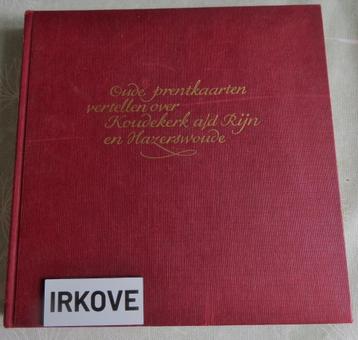 Oude prentkaarten
vertellen over
Koudekerk a/d Rijn
en Hazerswoude
IRKOVE